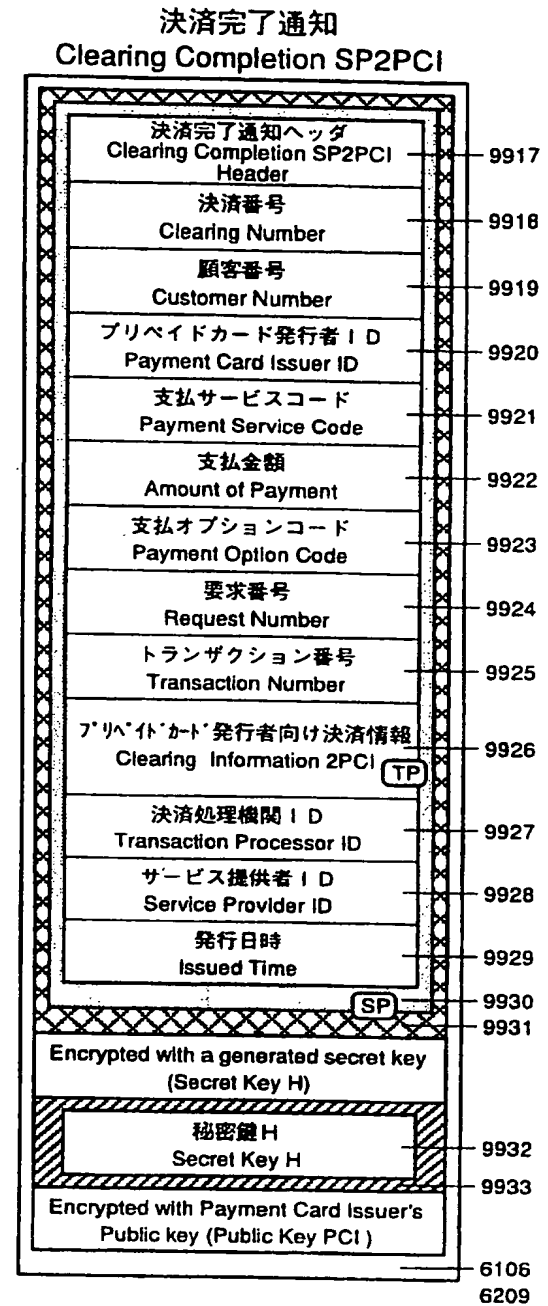 決済完了通知
Clearing Completion SP2PCI
決済完了通知ヘッダ
Clearing Completion SP2PCI
Header
9917
決済番号
Clearing Number
9918
顧客番号
Customer Number
9919
プリペイドカード発行者ID
Payment Card Issuer ID
9920
支払サービスコード
Payment Service Code
9921
支払金額
Amount of Payment
9922
支払オプションコード
Payment Option Code
9923
要求番号
Request Number
9924
トランザクション番号
Transaction Number
9925
プリペイドカード発行者向け決済情報
Clearing Information 2PCI
9926
TP
決済処理機関ID
Transaction Processor ID
9927
サービス提供者ID
Service Provider ID
9928
発行日時
Issued Time
9929
SP
9930
9931
Encrypted with a generated secret key
(Secret Key H)
秘密鍵H
Secret Key H
9932
9933
Encrypted with Payment Card Issuer's
Public key (Public Key PCI)
6106
6209